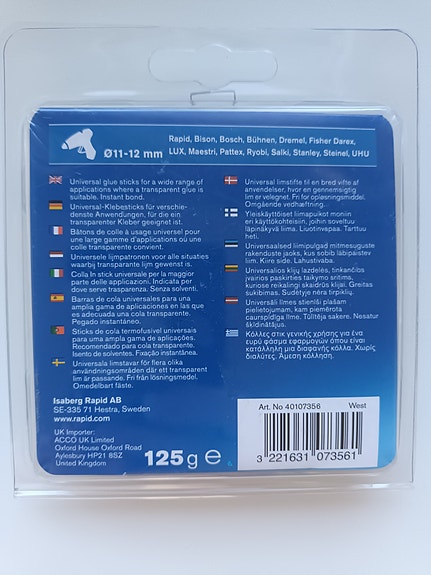 Ø11-12 mm
Rapid, Bison, Bosch, Bühnen, Dremel, Fisher Darex,
LUX, Maestri, Pattex, Ryobi, Salki, Stanley, Steinel, UHU
Universal glue sticks for a wide range of
applications where a transparent glue is
suitable. Instant bond.
Universal-Klebesticks für verschie-
denste Anwendungen, für die ein
transparenter Kleber geeignet ist.
Bâtons de colle à usage universel pour
une large gamme d'applications où une
colle transparente convient.
Universele lijmpatronen voor alle situaties
waarbij transparante lijm gewenst is.
Colla in stick universale per la maggior
parte delle applicazioni. Indicata per
dove serve trasparenza. Senza solventi.
Barras de cola universales para una
amplia gama de aplicaciones en las que
es adecuada una cola transparente.
Pegado instantáneo.
Sticks de cola termofusível universais
para uma ampla gama de aplicações.
Recomendado para cola transparente.
Isento de solventes. Fixação instantânea.
Universala limstavar för flera olika
användningsområden där ett transparent
lim är passande. Fri från lösningsmedel.
Omedelbart fäste.
Universal limstifte til en bred vifte af
anvendelser, hvor en gennemsigtig
lim er velegnet. Fri for opløsningsmiddel.
Omgående vedhæftning.
Yleiskäyttöiset liimapuikot moniin
eri käyttökohteisiin, joihin soveltuu
läpinäkyvä liima. Liuotinvapaa. Tarttuu
heti.
Universaalsed liimipulgad mitmesuguste
rakenduste jaoks, kus sobib läbipaistev
liim. Kiire side. Lahustivaba.
Universalios klijų lazdelės, tinkančios
įvairios paskirties taikymo sritims,
kuriose reikalingi skaidrūs klijai. Greitas
sukibimas. Sudėtyje nėra tirpiklių.
Universāli līmes stienīši plašam
pielietojumam, kam piemērota
caurspīdīga līme. Tūlītēja saķere. Nesatur
šķīdinātājus.
Κόλλες στικ γενικής χρήσης για ένα
ευρύ φάσμα εφαρμογών όπου είναι
κατάλληλη μια διαφανής κόλλα. Χωρίς
διαλύτες. Άμεση κόλληση.
Isaberg Rapid AB
SE-335 71 Hestra, Sweden
www.rapid.com
UK Importer:
ACCO UK Limited
Oxford House Oxford Road
Aylesbury HP21 8SZ
United Kingdom
125g e
Art. No 40107356 West
3 221631 073561